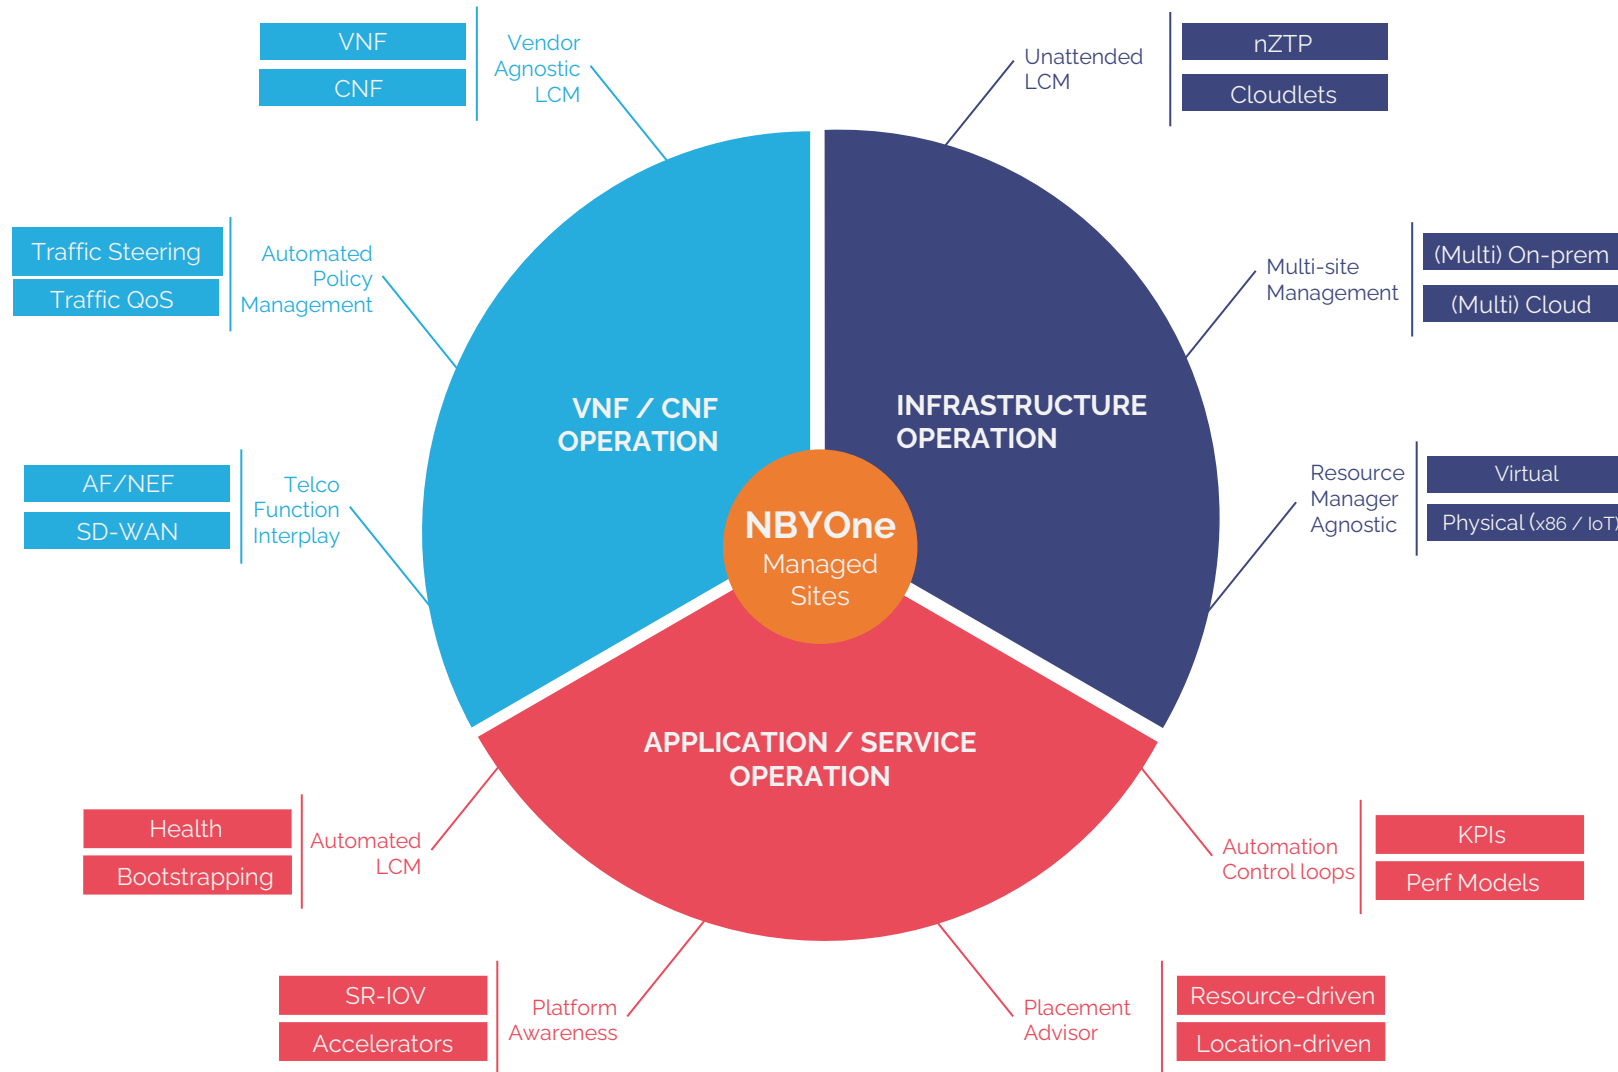 VNF
CNF
Vendor
Agnostic
LCM
Unattended
LCM
nZTP
Cloudlets
Traffic Steering
Traffic QoS
Automated
Policy
Management
Multi-site
Management
(Multi) On-prem
(Multi) Cloud
VNF / CNF
OPERATION
INFRASTRUCTURE
OPERATION
AF/NEF
SD-WAN
Telco
Function
Interplay
NBYOne
Managed
Sites
Resource
Manager
Agnostic
Virtual
Physical (x86 / IoT)
APPLICATION / SERVICE
OPERATION
Health
Bootstrapping
Automated
LCM
Automation
Control loops
KPIs
Perf Models
SR-IOV
Accelerators
Platform
Awareness
Placement
Advisor
Resource-driven
Location-driven